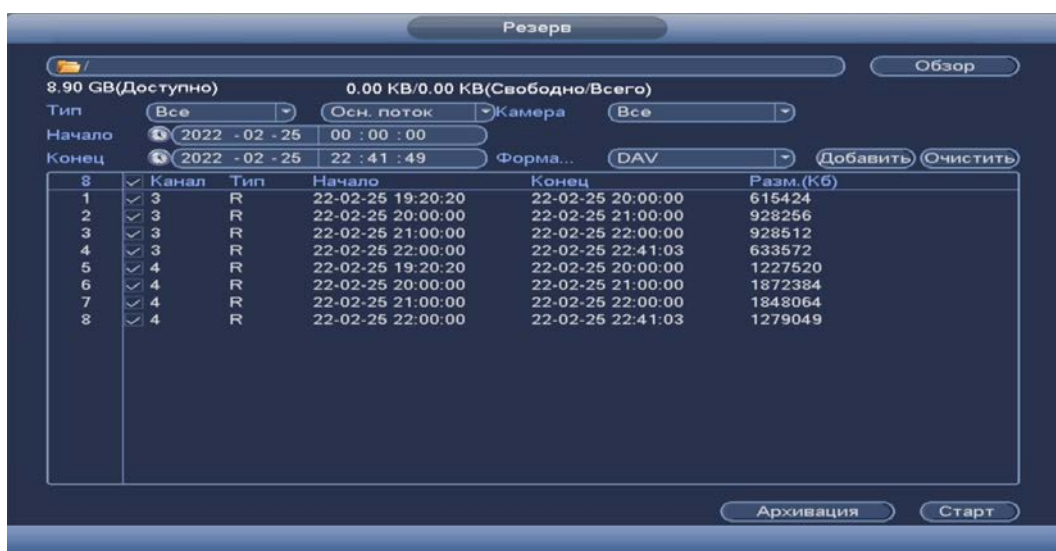 Резерв
/ Обзор
8.90 GB(Доступно) 0.00 KB/0.00 KB(Свободно/Всего)
Тип Все Осн. поток Камера Все
Начало 2022 - 02 - 25 00 : 00 : 00
Конец 2022 - 02 - 25 22 : 41 : 49 Форма... DAV Добавить Очистить
8 Канал Тип Начало Конец Разм.(Кб)
1 3 R 22-02-25 19:20:20 22-02-25 20:00:00 615424
2 3 R 22-02-25 20:00:00 22-02-25 21:00:00 928256
3 3 R 22-02-25 21:00:00 22-02-25 22:00:00 928512
4 3 R 22-02-25 22:00:00 22-02-25 22:41:03 633572
5 4 R 22-02-25 19:20:20 22-02-25 20:00:00 1227520
6 4 R 22-02-25 20:00:00 22-02-25 21:00:00 1872384
7 4 R 22-02-25 21:00:00 22-02-25 22:00:00 1848064
8 4 R 22-02-25 22:00:00 22-02-25 22:41:03 1279049
Архивация Старт